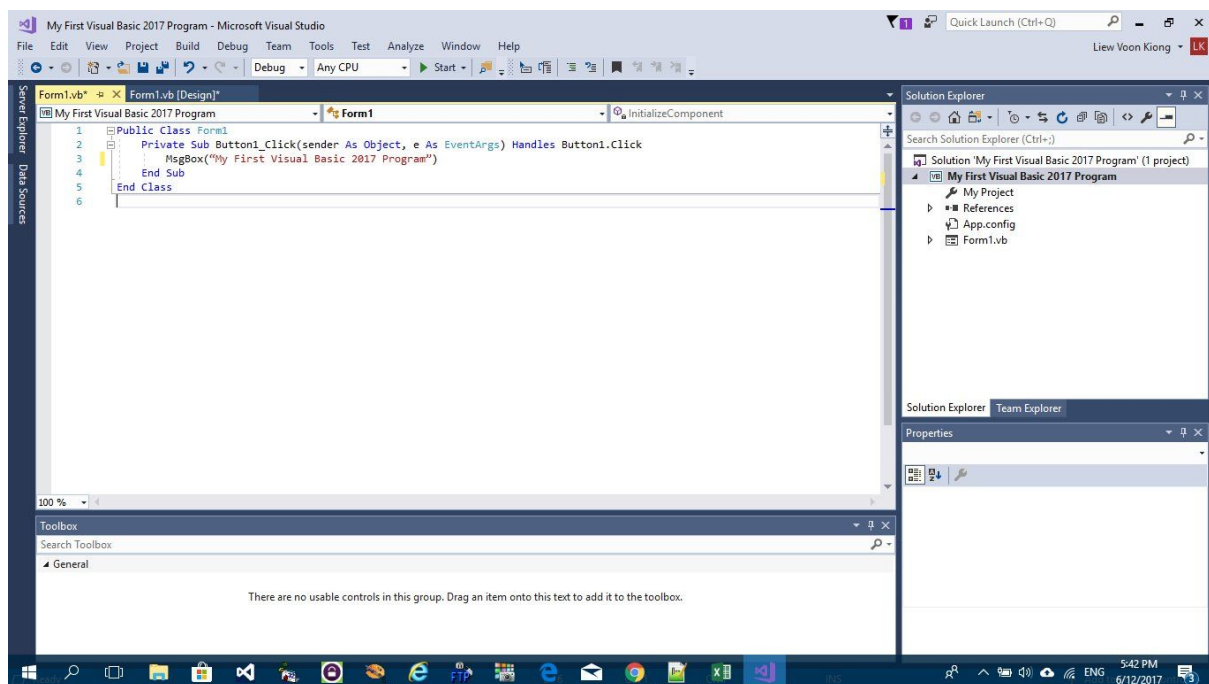 My First Visual Basic 2017 Program - Microsoft Visual Studio
1
Quick Launch (Ctrl+Q)
File Edit View Project Build Debug Team Tools Test Analyze Window Help
Liew Voon Kiong
LK
Debug Any CPU Start
Server Explorer
Data Sources
Form1.vb*
Form1.vb [Design]*
VB My First Visual Basic 2017 Program
Form1
InitializeComponent
1 Public Class Form1
2 Private Sub Button1_Click(sender As Object, e As EventArgs) Handles Button1.Click
3 MsgBox(“My First Visual Basic 2017 Program”)
4 End Sub
5 End Class
6
100 %
Toolbox
Search Toolbox
General
There are no usable controls in this group. Drag an item onto this text to add it to the toolbox.
Solution Explorer
Search Solution Explorer (Ctrl+;)
Solution 'My First Visual Basic 2017 Program' (1 project)
VB My First Visual Basic 2017 Program
My Project
References
App.config
Form1.vb
Solution Explorer Team Explorer
Properties
FTP
INS
ENG
5:42 PM
6/12/2017
3